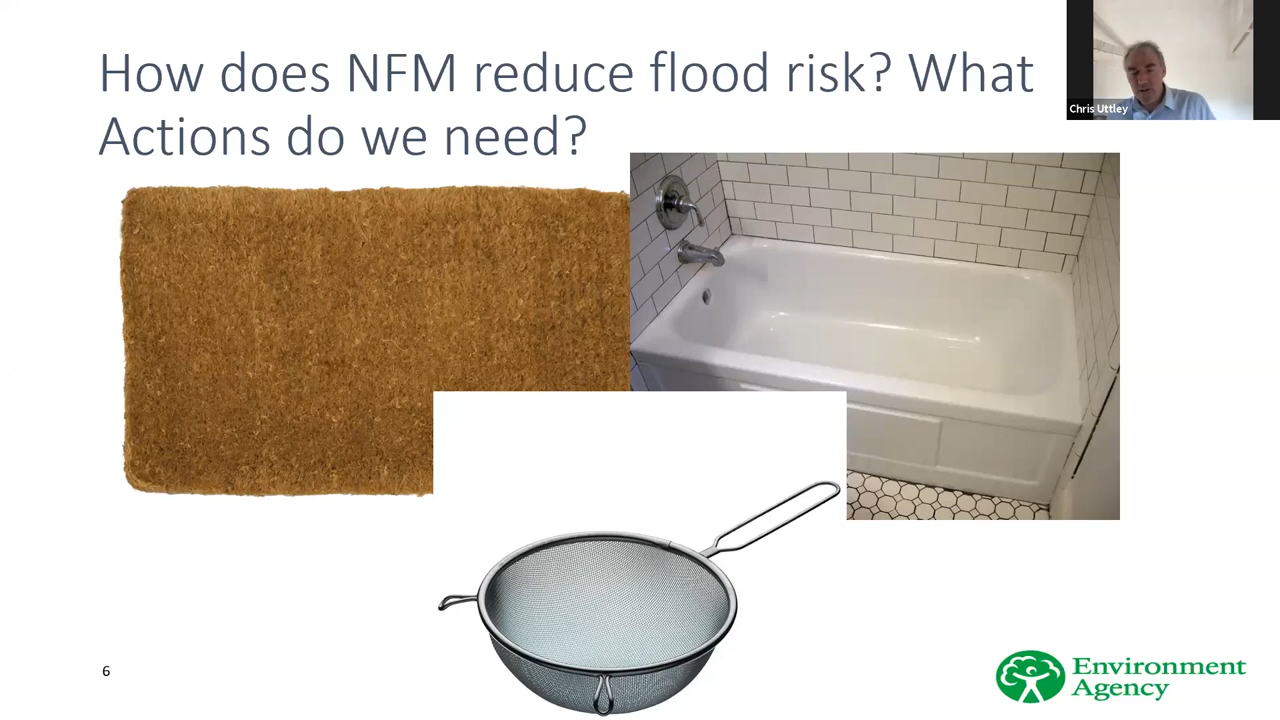 How does NFM reduce flood risk? What
Actions do we need?
Chris Uttley
6
Environment
Agency